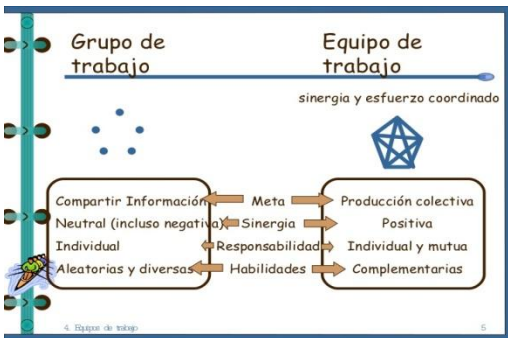 Grupo de trabajo
Equipo de trabajo
sinergia y esfuerzo coordinado
Compartir Información Meta Producción colectiva
Neutral (incluso negativa) Sinergia Positiva
Individual Responsabilidad Individual y mutua
Aleatorias y diversas Habilidades Complementarias
4. Equipos de trabajo 5